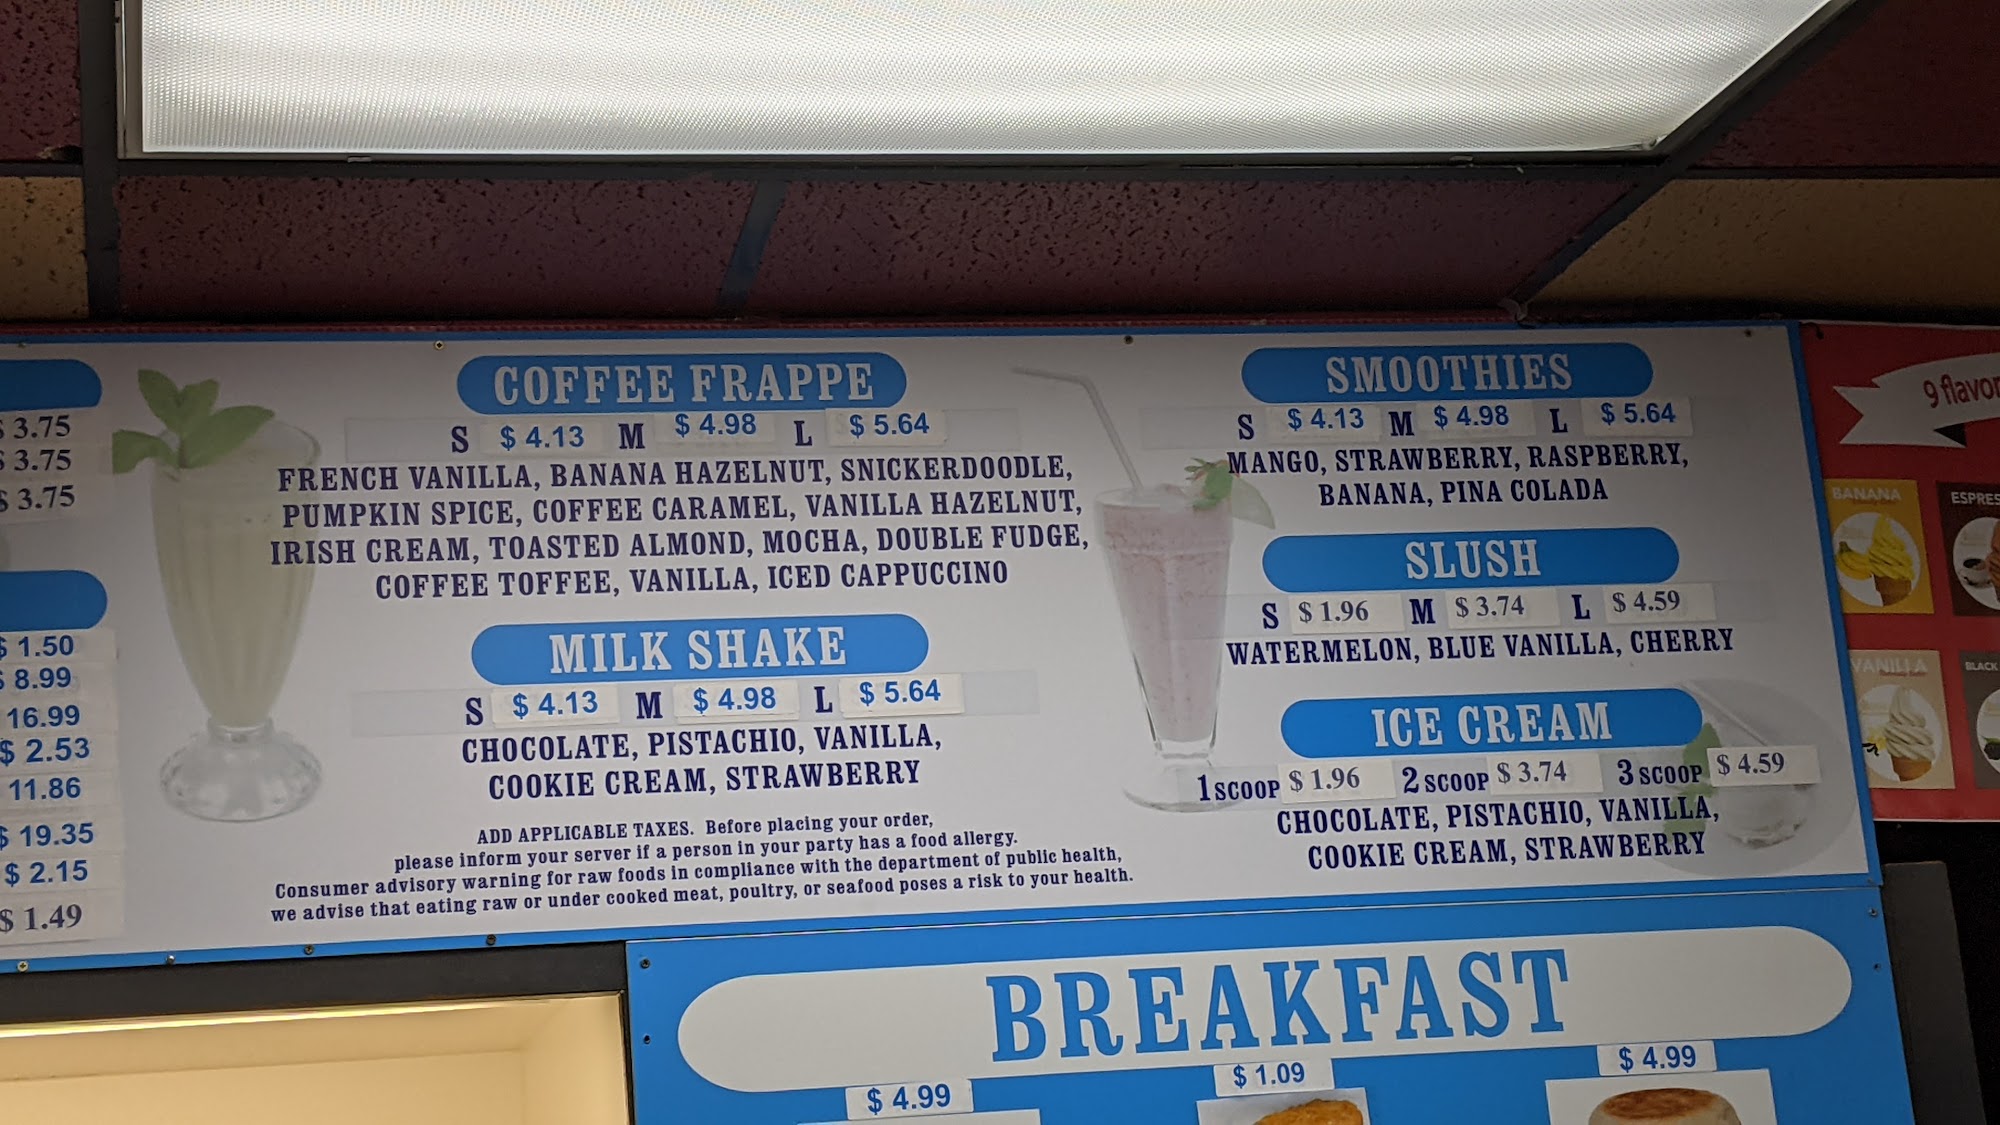 $ 3.75
$ 3.75
$ 3.75
$ 1.50
$ 8.99
16.99
$ 2.53
11.86
$ 19.35
$ 2.15
$ 1.49
COFFEE FRAPPE
S $ 4.13 M $ 4.98 L $ 5.64
FRENCH VANILLA, BANANA HAZELNUT, SNICKERDOODLE,
PUMPKIN SPICE, COFFEE CARAMEL, VANILLA HAZELNUT,
IRISH CREAM, TOASTED ALMOND, MOCHA, DOUBLE FUDGE,
COFFEE TOFFEE, VANILLA, ICED CAPPUCCINO
MILK SHAKE
S $ 4.13 M $ 4.98 L $ 5.64
CHOCOLATE, PISTACHIO, VANILLA,
COOKIE CREAM, STRAWBERRY
ADD APPLICABLE TAXES. Before placing your order,
please inform your server if a person in your party has a food allergy.
Consumer advisory warning for raw foods in compliance with the department of public health,
we advise that eating raw or under cooked meat, poultry, or seafood poses a risk to your health.
SMOOTHIES
S $ 4.13 M $ 4.98 L $ 5.64
MANGO, STRAWBERRY, RASPBERRY,
BANANA, PINA COLADA
SLUSH
S $ 1.96 M $ 3.74 L $ 4.59
WATERMELON, BLUE VANILLA, CHERRY
ICE CREAM
1 SCOOP $ 1.96 2 SCOOP $ 3.74 3 SCOOP $ 4.59
CHOCOLATE, PISTACHIO, VANILLA,
COOKIE CREAM, STRAWBERRY
9 flavor
BANANA
ESPRES
VANILLA
BLACK
BREAKFAST
$ 4.99
$ 1.09
$ 4.99